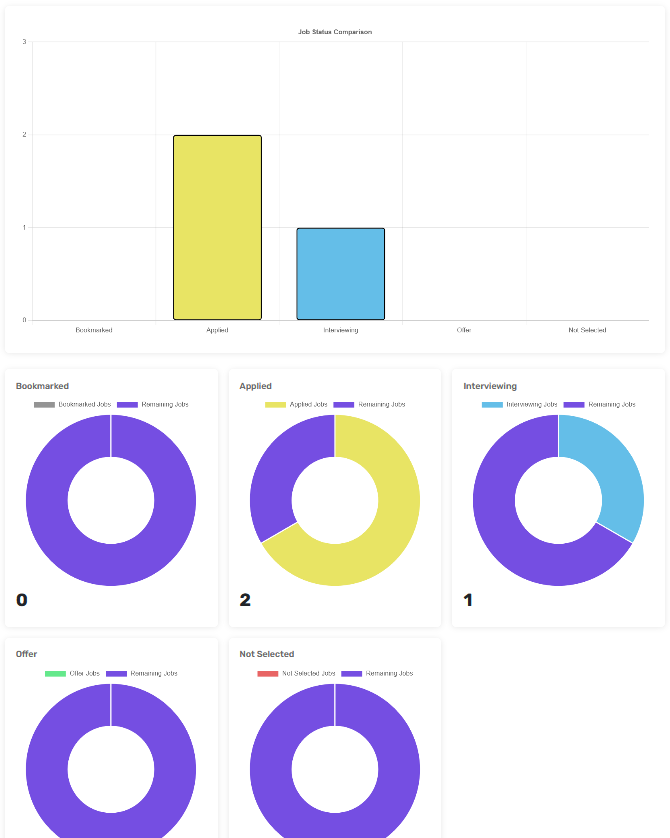 Job Status Comparison
3
2
1
0
Bookmarked Applied Interviewing Offer Not Selected
Bookmarked
Bookmarked Jobs Remaining Jobs
0
Applied
Applied Jobs Remaining Jobs
2
Interviewing
Interviewing Jobs Remaining Jobs
1
Offer
Offer Jobs Remaining Jobs
Not Selected
Not Selected Jobs Remaining Jobs